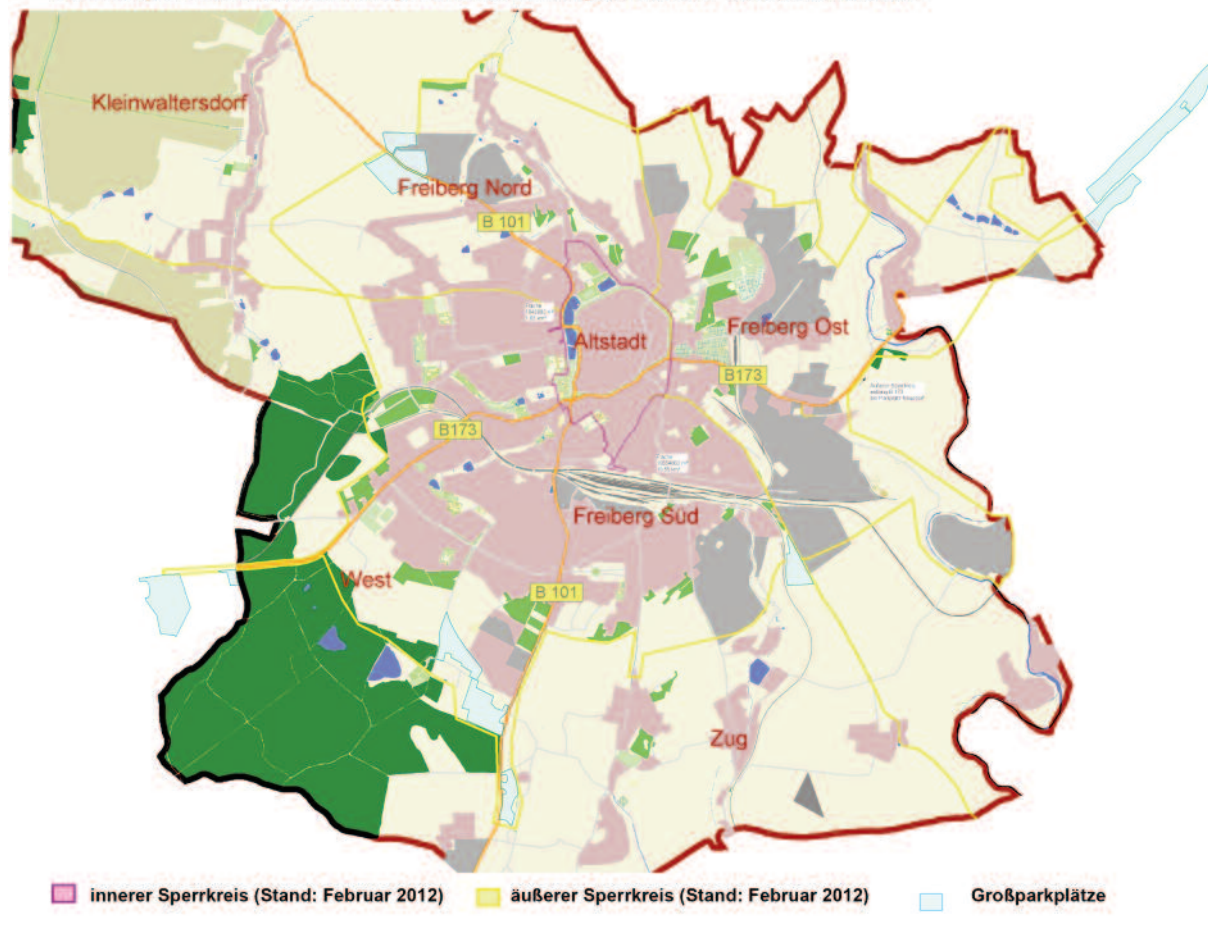 Kleinwaltersdorf
Freiberg Nord
B 101
Altstadt
Freiberg Ost
B173
B173
Freiberg Süd
West
B 101
Zug
innerer Sperrkreis (Stand: Februar 2012)
äußerer Sperrkreis (Stand: Februar 2012)
Großparkplätze